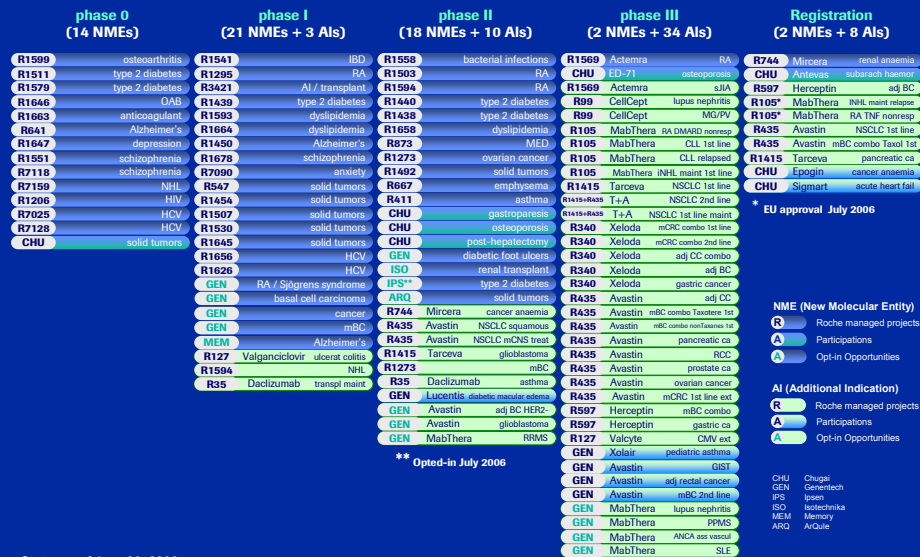 phase 0
(14 NMEs)
R1599 osteoarthritis
R1511 type 2 diabetes
R1579 type 2 diabetes
R1646 OAB
R1663 anticoagulant
R641 Alzheimer's
R1647 depression
R1551 schizophrenia
R7118 schizophrenia
R7159 NHL
R1206 HIV
R7025 HCV
R7128 HCV
CHU solid tumors
phase I
(21 NMEs + 3 AIs)
R1541 IBD
R1295 RA
R3421 AI / transplant
R1439 type 2 diabetes
R1593 dyslipidemia
R1664 dyslipidemia
R1450 Alzheimer's
R1678 schizophrenia
R7090 anxiety
R547 solid tumors
R1454 solid tumors
R1507 solid tumors
R1530 solid tumors
R1645 solid tumors
R1656 HCV
R1626 HCV
GEN RA / Sjögrens syndrome
GEN basal cell carcinoma
GEN cancer
GEN mBC
MEM Alzheimer's
R127 Valganciclovir ulcerat colitis
R1594 NHL
R35 Daclizumab transpl maint
phase II
(18 NMEs + 10 AIs)
R1558 bacterial infections
R1503 RA
R1594 RA
R1440 type 2 diabetes
R1438 type 2 diabetes
R1658 dyslipidemia
R873 MED
R1273 ovarian cancer
R1492 solid tumors
R667 emphysema
R411 asthma
CHU gastroparesis
CHU osteoporosis
CHU post-hepatectomy
GEN diabetic foot ulcers
ISO renal transplant
IPS** type 2 diabetes
ARQ solid tumors
R744 Mircera cancer anaemia
R435 Avastin NSCLC squamous
R435 Avastin NSCLC mCNS treat
R1415 Tarceva glioblastoma
R1273 mBC
R35 Daclizumab asthma
GEN Lucentis diabetic macular edema
GEN Avastin adj BC HER2-
GEN Avastin glioblastoma
GEN MabThera RRMS
** Opted-in July 2006
phase III
(2 NMEs + 34 AIs)
R1569 Actemra RA
CHU ED-71 osteoporosis
R1569 Actemra sJIA
R99 CellCept lupus nephritis
R99 CellCept MG/PV
R105 MabThera RA DMARD nonresp
R105 MabThera CLL 1st line
R105 MabThera CLL relapsed
R105 MabThera iNHL maint 1st line
R1415 Tarceva NSCLC 1st line
R1415+R435 T+A NSCLC 2nd line
R1415+R435 T+A NSCLC 1st line maint
R340 Xeloda mCRC combo 1st line
R340 Xeloda mCRC combo 2nd line
R340 Xeloda adj CC combo
R340 Xeloda adj BC
R340 Xeloda gastric cancer
R435 Avastin adj CC
R435 Avastin mBC combo Taxotere 1st
R435 Avastin mBC combo nonTaxanes 1st
R435 Avastin pancreatic ca
R435 Avastin RCC
R435 Avastin prostate ca
R435 Avastin ovarian cancer
R435 Avastin mCRC 1st line ext
R597 Herceptin mBC combo
R597 Herceptin gastric ca
R127 Valcyte CMV ext
GEN Xolair pediatric asthma
GEN Avastin GIST
GEN Avastin adj rectal cancer
GEN Avastin mBC 2nd line
GEN MabThera lupus nephritis
GEN MabThera PPMS
GEN MabThera ANCA ass vascul
GEN MabThera SLE
Registration
(2 NMEs + 8 AIs)
R744 Mircera renal anaemia
CHU Antevas subarach haemor
R597 Herceptin adj BC
R105* MabThera INHL maint relapse
R105* MabThera RA TNF nonresp
R435 Avastin NSCLC 1st line
R435 Avastin mBC combo Taxol 1st
R1415 Tarceva pancreatic ca
CHU Epogin cancer anaemia
CHU Sigmart acute heart fail
* EU approval July 2006
NME (New Molecular Entity)
R Roche managed projects
A Participations
A Opt-in Opportunities
AI (Additional Indication)
R Roche managed projects
A Participations
A Opt-in Opportunities
CHU Chugai
GEN Genentech
IPS Ipsen
ISO Isotechnika
MEM Memory
ARQ ArQule